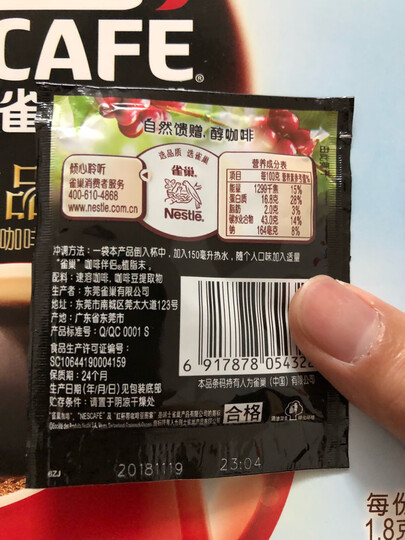 CAFÉ
雀
自然馈赠,醇咖啡
倾心聆听
雀巢消费者服务
400-610-4868
www.nestle.com.cn
选品质 选雀巢
雀巢
Nestlé
营养成分表
项目 每100克 营养素参考值%
能量 1299千焦 15%
蛋白质 16.8克 28%
脂肪 2.0克 3%
碳水化合物 43.0克 14%
钠 164毫克 8%
冲调方法:一袋本产品倒入杯中,加入150毫升热水,随个人口味加入适量
“雀巢”咖啡伴侣®植脂末。
配料:速溶咖啡,咖啡豆提取物
生产者:东莞雀巢有限公司
地址:东莞市南城区莞太大道123号
产地:广东省东莞市
产品标准号:Q/QC 0001 S
食品生产许可证编号:
SC10644190004159
保质期:24个月
生产日期(年/月/日)见包装底部
贮存条件:请置于阴凉干燥处
6 917878 054322
本品条码持有人为雀巢(中国)有限公司
合格
6ZJ
20181119 23:04
每份
1.8克